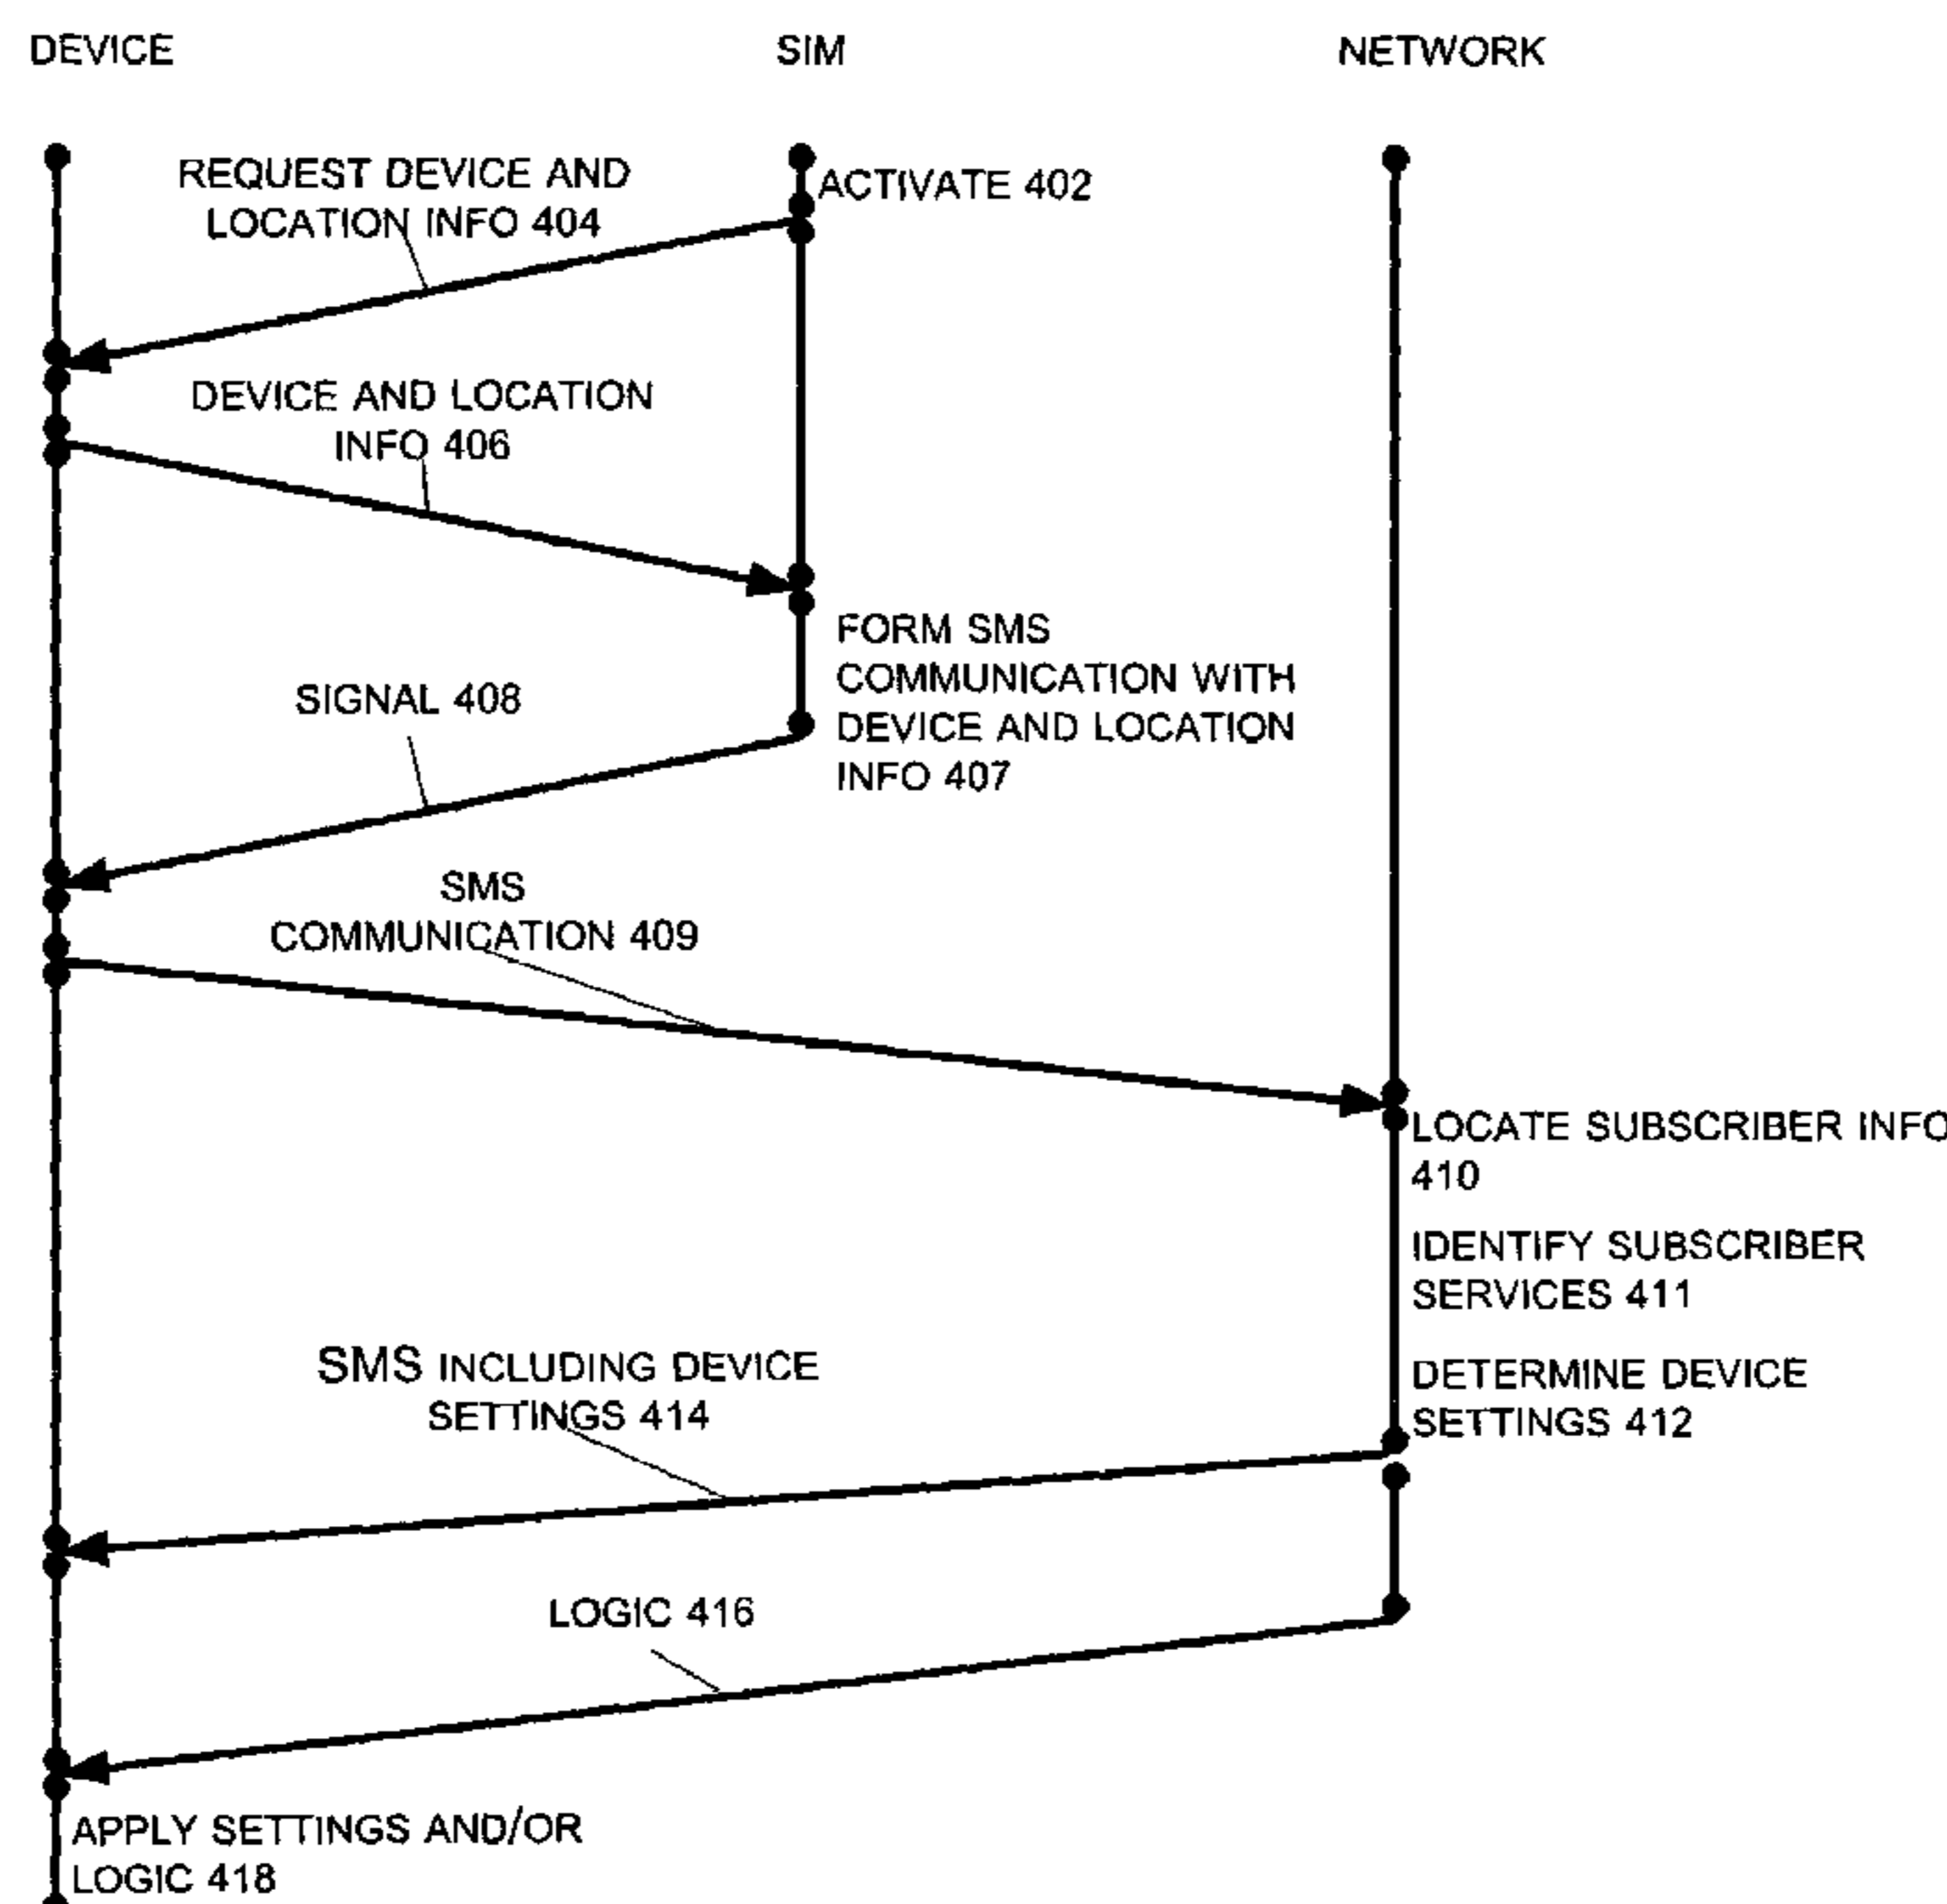 DEVICE
SIM
NETWORK
REQUEST DEVICE AND
LOCATION INFO 404
ACTIVATE 402
DEVICE AND LOCATION
INFO 406
FORM SMS
COMMUNICATION WITH
DEVICE AND LOCATION
INFO 407
SIGNAL 408
SMS
COMMUNICATION 409
LOCATE SUBSCRIBER INFO
410
IDENTIFY SUBSCRIBER
SERVICES 411
SMS INCLUDING DEVICE
SETTINGS 414
DETERMINE DEVICE
SETTINGS 412
LOGIC 416
APPLY SETTINGS AND/OR
LOGIC 418